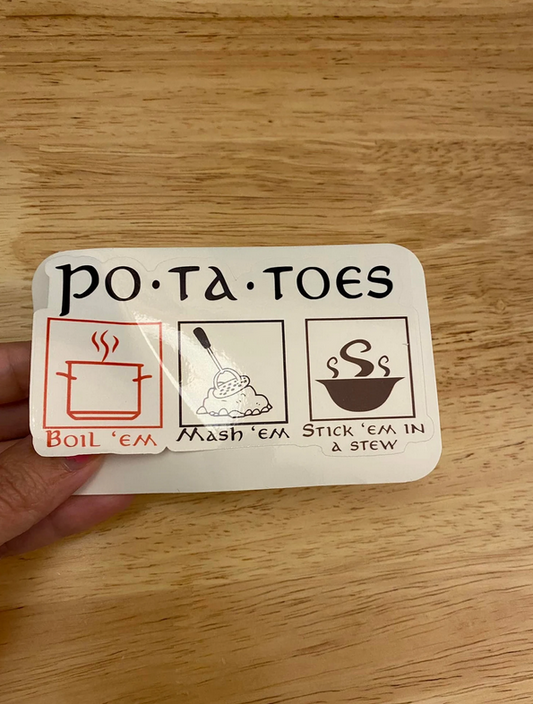 PO·TA·TOES
BOIL 'EM
MASH 'EM
STICK 'EM IN
A STEW